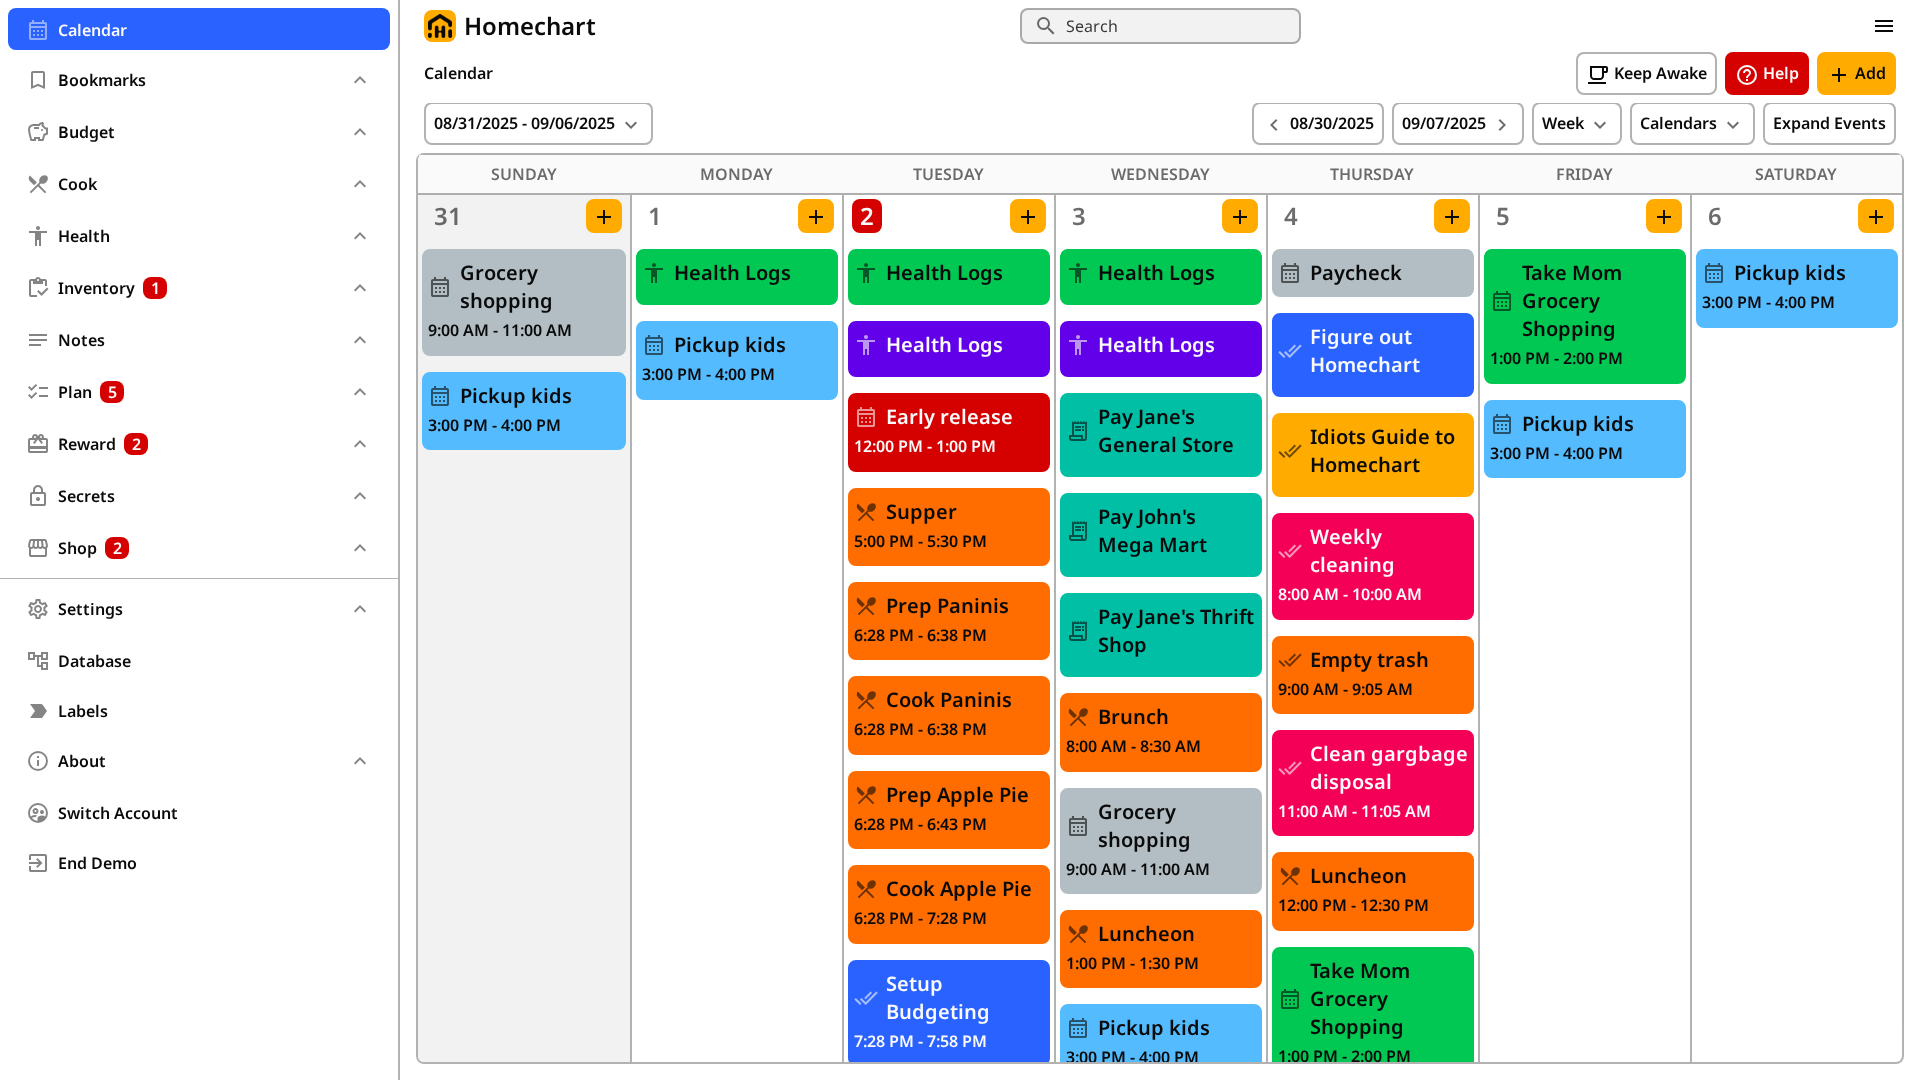 Calendar
Bookmarks
Budget
Cook
Health
Inventory 1
Notes
Plan 5
Reward 2
Secrets
Shop 2
Settings
Database
Labels
About
Switch Account
End Demo
Homechart
Search
Calendar
Keep Awake
Help
Add
08/31/2025 - 09/06/2025
08/30/2025
09/07/2025
Week
Calendars
Expand Events
SUNDAY
MONDAY
TUESDAY
WEDNESDAY
THURSDAY
FRIDAY
SATURDAY
31
Grocery
shopping
9:00 AM - 11:00 AM
Pickup kids
3:00 PM - 4:00 PM
1
Health Logs
Pickup kids
3:00 PM - 4:00 PM
2
Health Logs
Health Logs
Early release
12:00 PM - 1:00 PM
Supper
5:00 PM - 5:30 PM
Prep Paninis
6:28 PM - 6:38 PM
Cook Paninis
6:28 PM - 6:38 PM
Prep Apple Pie
6:28 PM - 6:43 PM
Cook Apple Pie
6:28 PM - 7:28 PM
Setup
Budgeting
7:28 PM - 7:58 PM
3
Health Logs
Health Logs
Pay Jane's
General Store
Pay John's
Mega Mart
Pay Jane's Thrift
Shop
Brunch
8:00 AM - 8:30 AM
Grocery
shopping
9:00 AM - 11:00 AM
Luncheon
1:00 PM - 1:30 PM
Pickup kids
3:00 PM - 4:00 PM
4
Paycheck
Figure out
Homechart
Idiots Guide to
Homechart
Weekly
cleaning
8:00 AM - 10:00 AM
Empty trash
9:00 AM - 9:05 AM
Clean gargbage
disposal
11:00 AM - 11:05 AM
Luncheon
12:00 PM - 12:30 PM
Take Mom
Grocery
Shopping
1:00 PM - 2:00 PM
5
Take Mom
Grocery
Shopping
1:00 PM - 2:00 PM
Pickup kids
3:00 PM - 4:00 PM
6
Pickup kids
3:00 PM - 4:00 PM